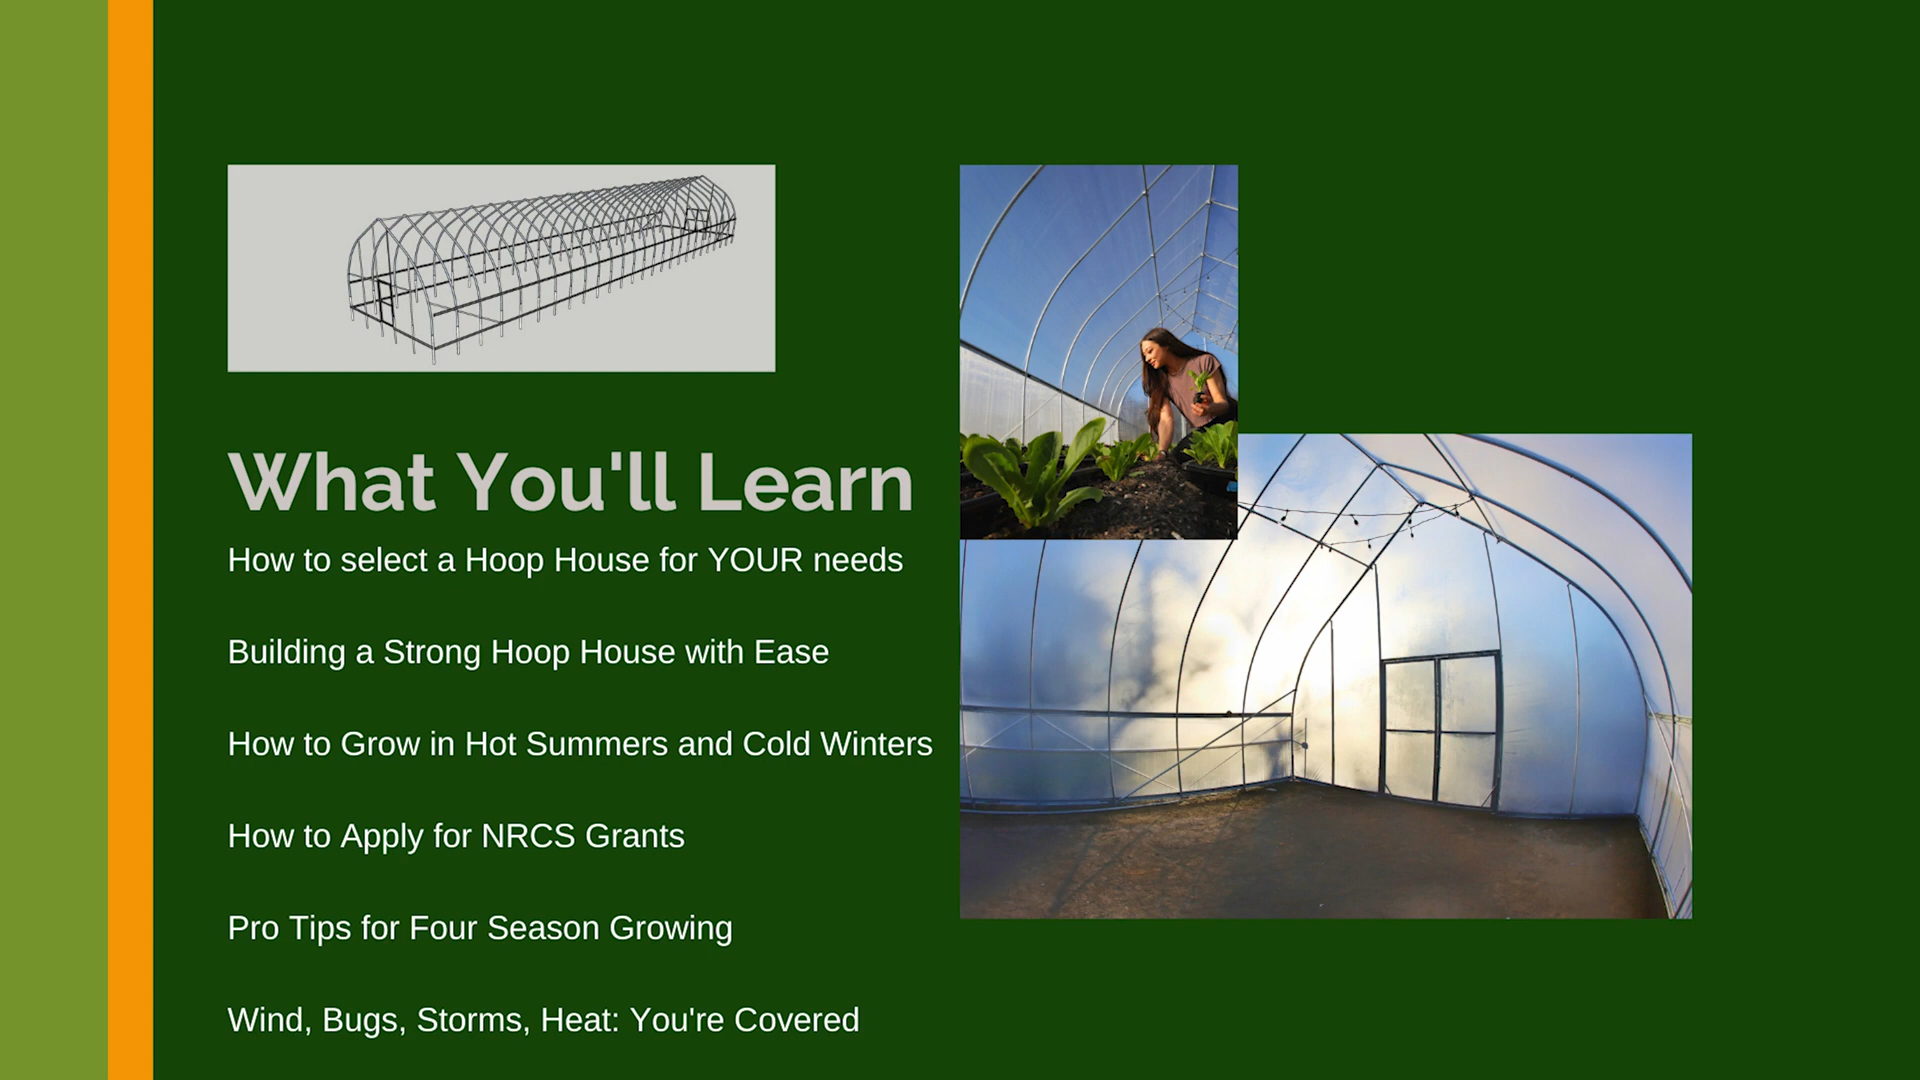 What You'll Learn
How to select a Hoop House for YOUR needs
Building a Strong Hoop House with Ease
How to Grow in Hot Summers and Cold Winters
How to Apply for NRCS Grants
Pro Tips for Four Season Growing
Wind, Bugs, Storms, Heat: You're Covered